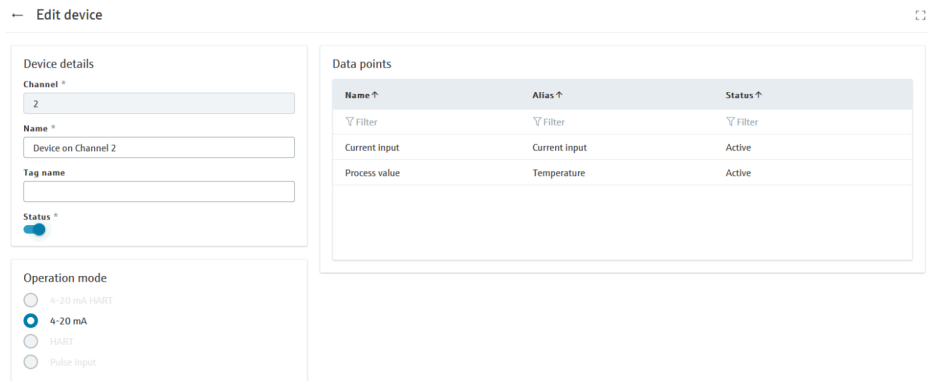 ← Edit device
Device details
Channel *
2
Name *
Device on Channel 2
Tag name
Status *
Operation mode
4-20 mA HART
4-20 mA
HART
Pulse Input
Data points
Name↑ Alias↑ Status↑
Filter Filter Filter
Current input Current input Active
Process value Temperature Active